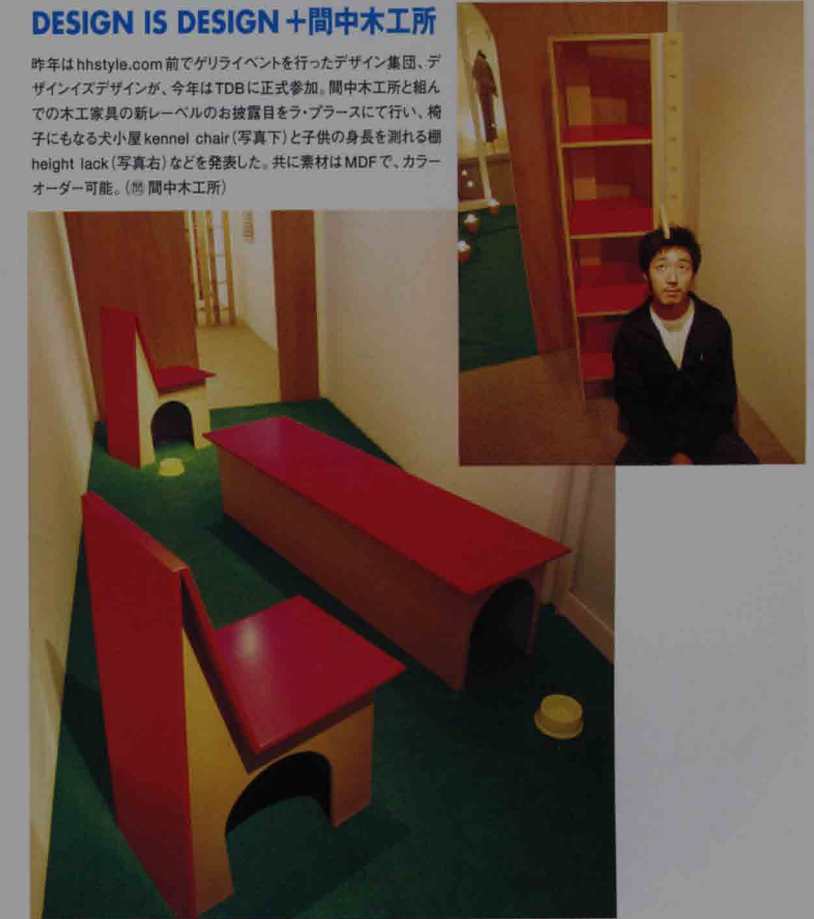 DESIGN IS DESIGN＋間中木工所
昨年はhhstyle.com前でゲリライベントを行ったデザイン集団、デ
ザインイズデザインが、今年はTDBに正式参加。間中木工所と組ん
での木工家具の新レーベルのお披露目をラ・プラースにて行い、椅
子にもなる犬小屋kennel chair（写真下）と子供の身長を測れる棚
height lack（写真右）などを発表した。共に素材はMDFで、カラー
オーダー可能。（㉄間中木工所）